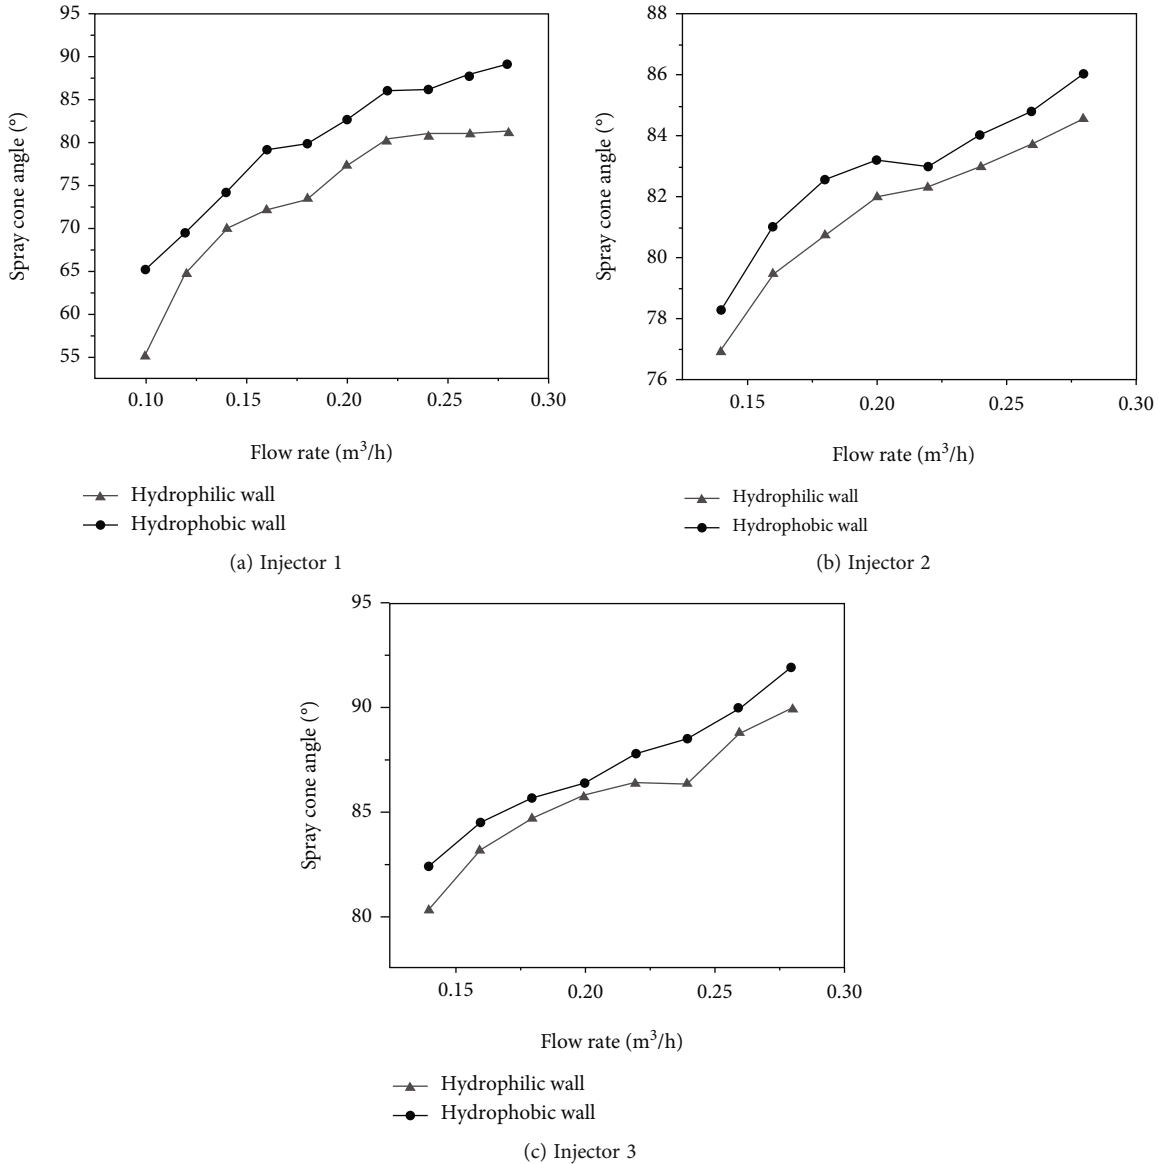 95
90
85
80
75
70
65
60
55
Spray cone angle (°)
0.10 0.15 0.20 0.25 0.30
Flow rate (m³/h)
Hydrophilic wall
Hydrophobic wall
(a) Injector 1
88
86
84
82
80
78
76
Spray cone angle (°)
0.15 0.20 0.25 0.30
Flow rate (m³/h)
Hydrophilic wall
Hydrophobic wall
(b) Injector 2
95
90
85
80
Spray cone angle (°)
0.15 0.20 0.25 0.30
Flow rate (m³/h)
Hydrophilic wall
Hydrophobic wall
(c) Injector 3